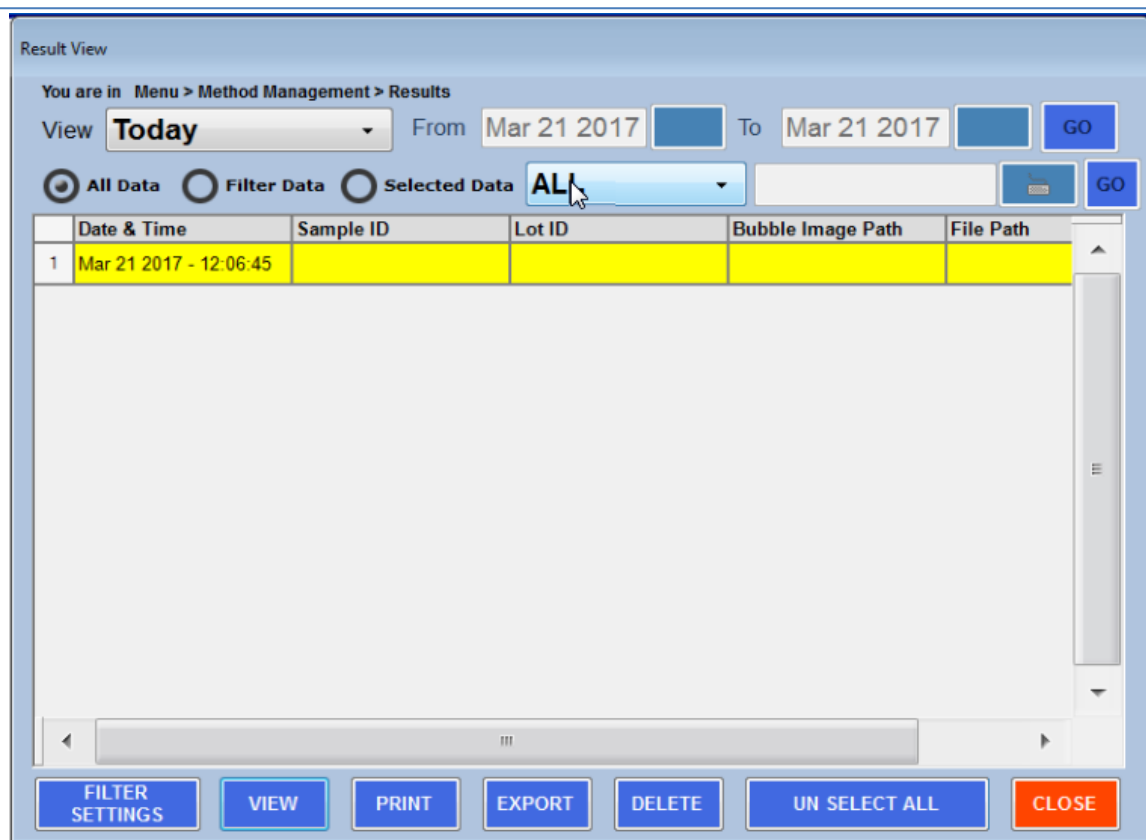 Result View
You are in Menu > Method Management > Results
View Today From Mar 21 2017 To Mar 21 2017 GO
All Data Filter Data Selected Data ALL GO
Date & Time Sample ID Lot ID Bubble Image Path File Path
1 Mar 21 2017 - 12:06:45
FILTER SETTINGS VIEW PRINT EXPORT DELETE UN SELECT ALL CLOSE